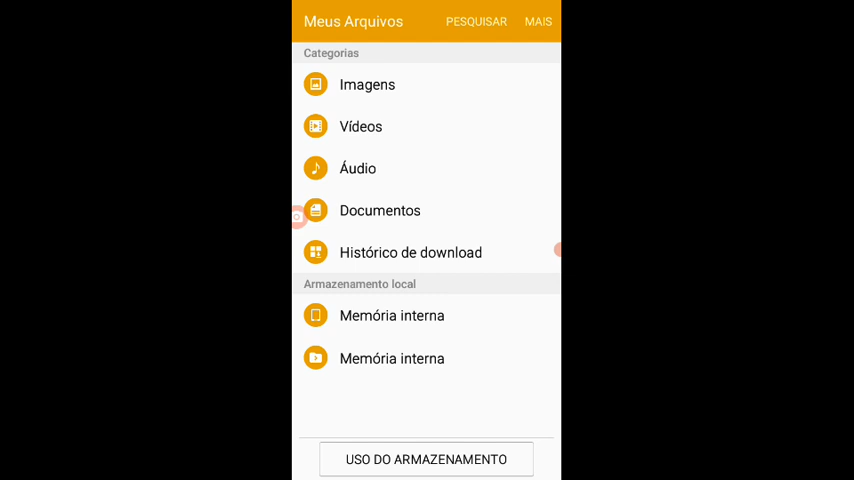 Meus Arquivos PESQUISAR MAIS
Categorias
Imagens
Vídeos
Áudio
Documentos
Histórico de download
Armazenamento local
Memória interna
Memória interna
USO DO ARMAZENAMENTO